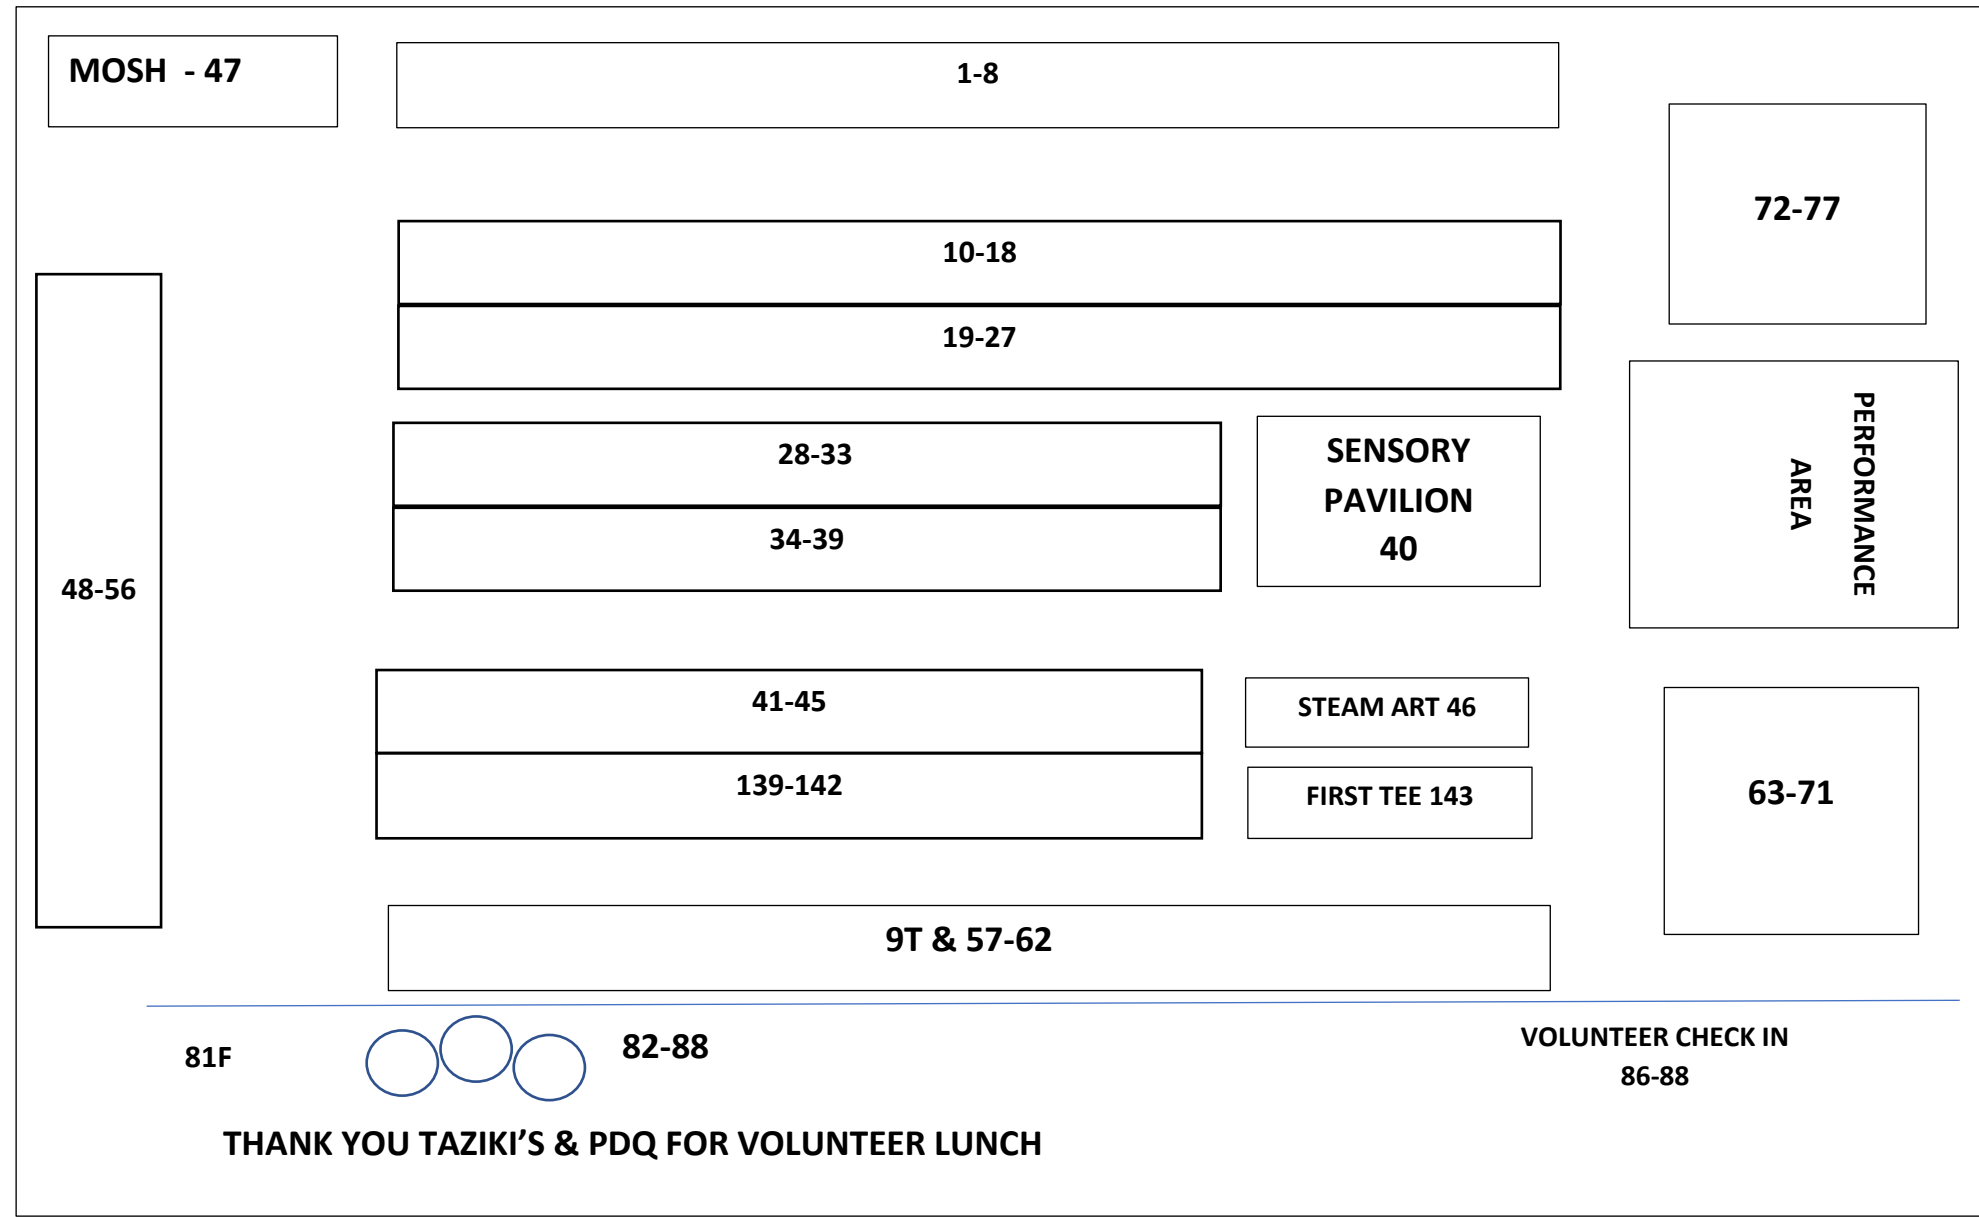 MOSH - 47
1-8
72-77
10-18
19-27
28-33
34-39
SENSORY
PAVILION
40
PERFORMANCE
AREA
48-56
41-45
139-142
STEAM ART 46
FIRST TEE 143
63-71
9T & 57-62
81F
82-88
VOLUNTEER CHECK IN
86-88
THANK YOU TAZIKI'S & PDQ FOR VOLUNTEER LUNCH